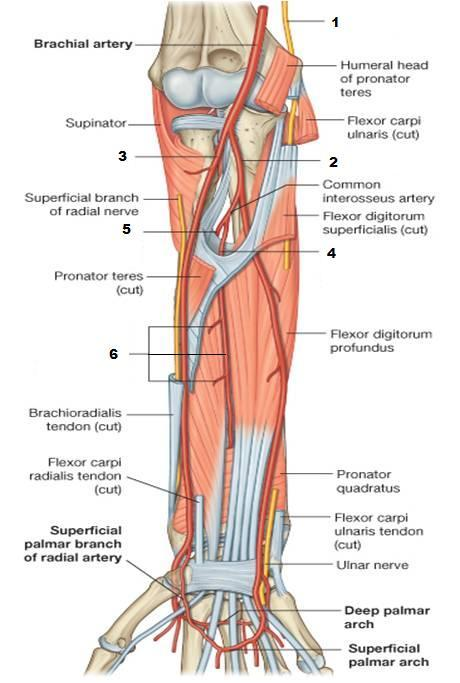 1
Brachial artery
Humeral head
of pronator
teres
Supinator
Flexor carpi
ulnaris (cut)
3
2
Common
interosseus artery
Superficial branch
of radial nerve
Flexor digitorum
superficialis (cut)
5
4
Pronator teres
(cut)
Flexor digitorum
profundus
6
Brachioradialis
tendon (cut)
Flexor carpi
radialis tendon
(cut)
Pronator
quadratus
Flexor carpi
ulnaris tendon
(cut)
Superficial
palmar branch
of radial artery
Ulnar nerve
Deep palmar
arch
Superficial
palmar arch